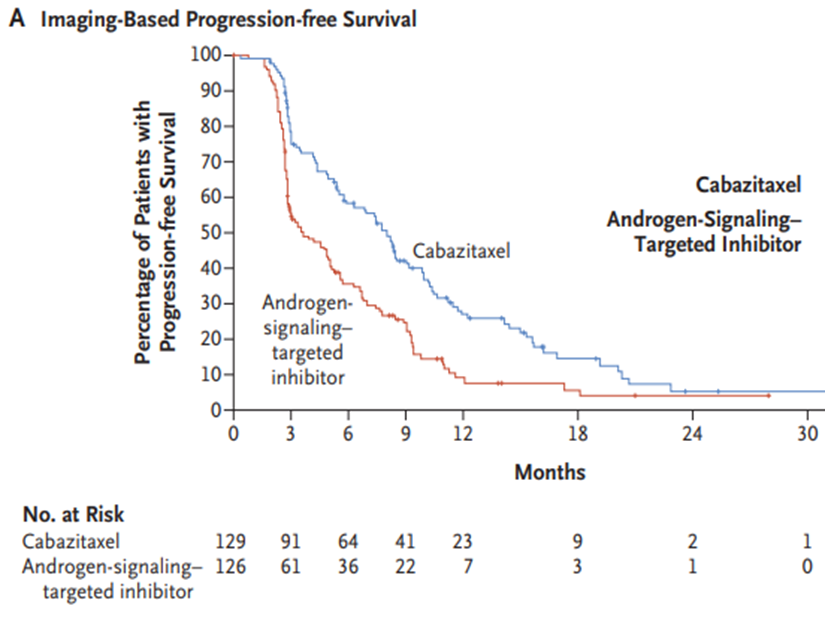 A Imaging-Based Progression-free Survival
Percentage of Patients with
Progression-free Survival
100
90
80
70
60
50
40
30
20
10
0
0 3 6 9 12 18 24 30
Months
Cabazitaxel
Androgen-
signaling–
targeted
inhibitor
Cabazitaxel
Androgen-Signaling–
Targeted Inhibitor
No. at Risk
Cabazitaxel 129 91 64 41 23 9 2 1
Androgen-signaling– 126 61 36 22 7 3 1 0
targeted inhibitor